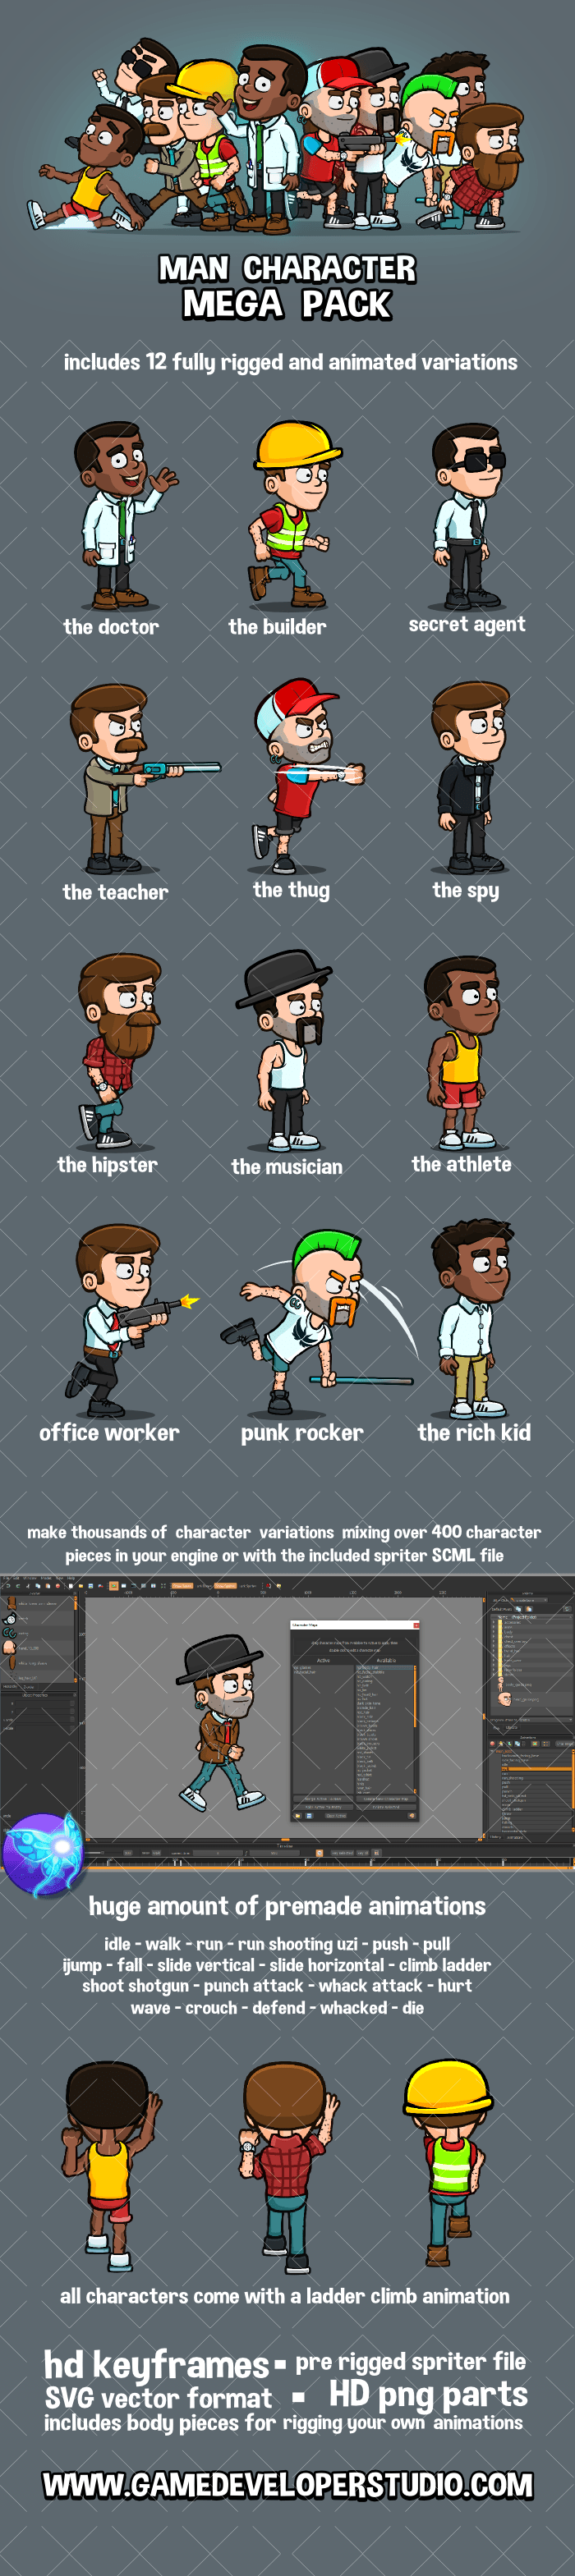 MAN CHARACTER
MEGA PACK
includes 12 fully rigged and animated variations
the doctor
the builder
secret agent
the teacher
the thug
the spy
the hipster
the musician
the athlete
office worker
punk rocker
the rich kid
make thousands of character variations mixing over 400 character
pieces in your engine or with the included spriter SCML file
huge amount of premade animations
idle - walk - run - run shooting uzi - push - pull
ijump - fall - slide vertical - slide horizontal - climb ladder
shoot shotgun - punch attack - whack attack - hurt
wave - crouch - defend - whacked - die
all characters come with a ladder climb animation
hd keyframes - pre rigged spriter file
SVG vector format - HD png parts
includes body pieces for rigging your own animations
WWW.GAMEDEVELOPERSTUDIO.COM